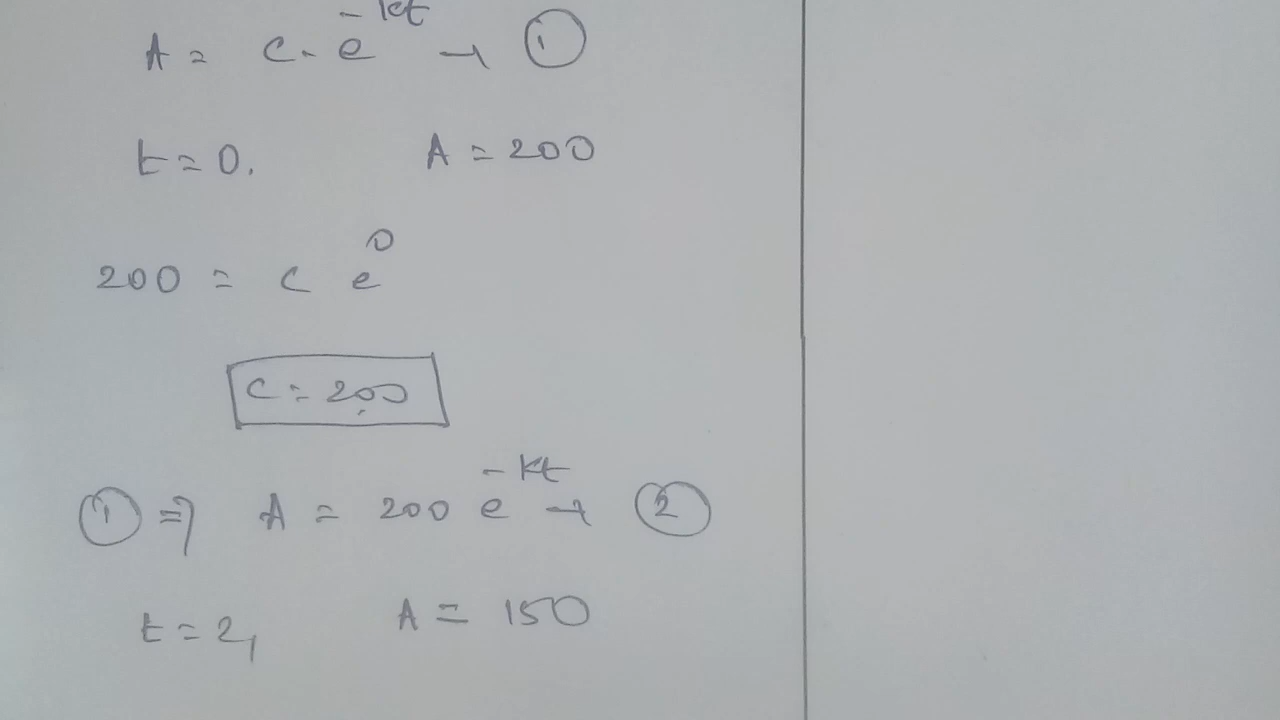 A = C. e^-kt → ①
t = 0. A = 200
200 = C e^0
C = 200
① ⇒ A = 200 e^-kt → ②
t = 2, A = 150